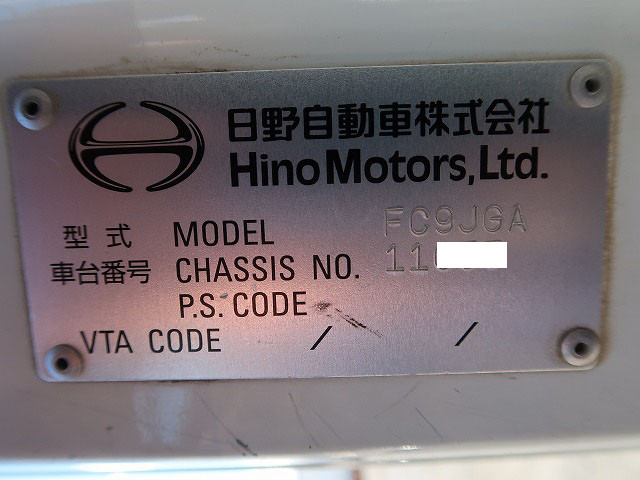 日野自動車株式会社
Hino Motors, Ltd.
型式 MODEL FC9JGA
車台番号 CHASSIS NO. 11
P.S. CODE
VTA CODE / /